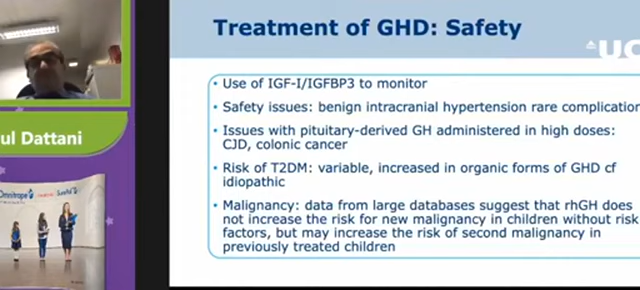 Treatment of GHD: Safety
UC
• Use of IGF-I/IGFBP3 to monitor
• Safety issues: benign intracranial hypertension rare complication
• Issues with pituitary-derived GH administered in high doses:
CJD, colonic cancer
• Risk of T2DM: variable, increased in organic forms of GHD cf
idiopathic
• Malignancy: data from large databases suggest that rhGH does
not increase the risk for new malignancy in children without risk
factors, but may increase the risk of second malignancy in
previously treated children
ul Dattani
Omnitrope